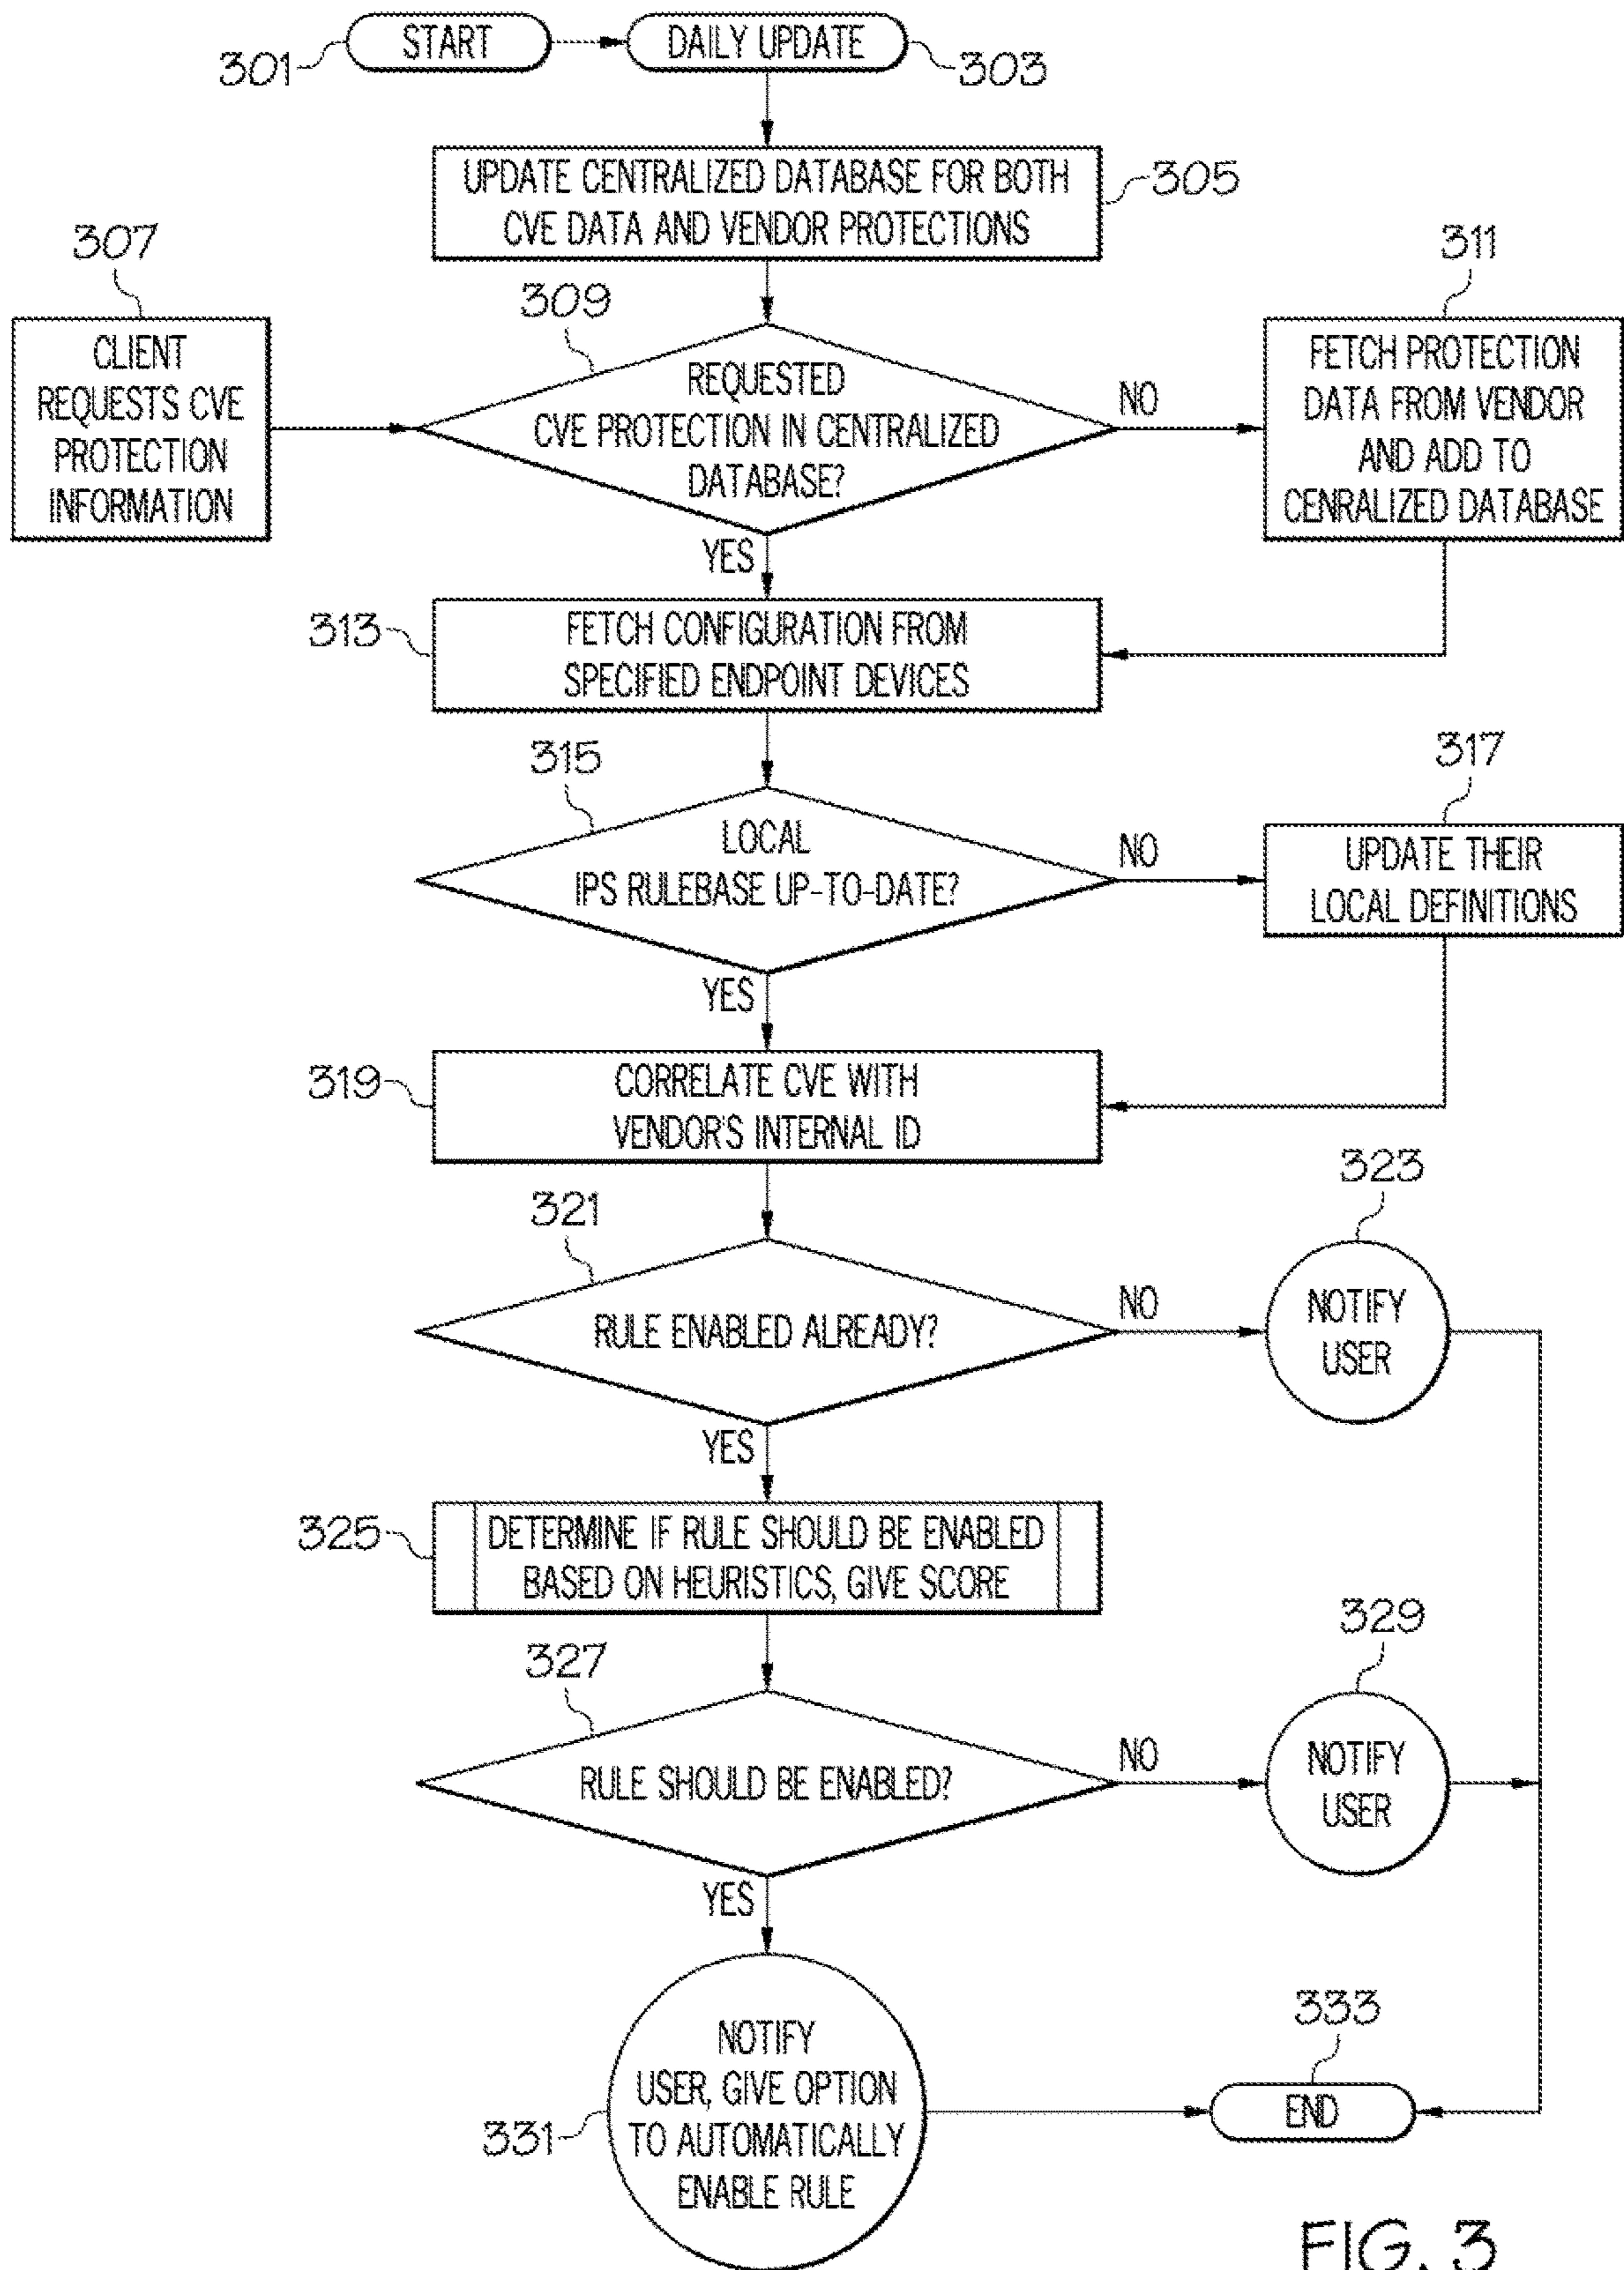 301
START
DAILY UPDATE
303
UPDATE CENTRALIZED DATABASE FOR BOTH
CVE DATA AND VENDOR PROTECTIONS
305
307
CLIENT
REQUESTS CVE
PROTECTION
INFORMATION
309
REQUESTED
CVE PROTECTION IN CENTRALIZED
DATABASE?
NO
YES
311
FETCH PROTECTION
DATA FROM VENDOR
AND ADD TO
CENRALIZED DATABASE
313
FETCH CONFIGURATION FROM
SPECIFIED ENDPOINT DEVICES
315
LOCAL
IPS RULEBASE UP-TO-DATE?
NO
YES
317
UPDATE THEIR
LOCAL DEFINITIONS
319
CORRELATE CVE WITH
VENDOR'S INTERNAL ID
321
RULE ENABLED ALREADY?
NO
YES
323
NOTIFY
USER
325
DETERMINE IF RULE SHOULD BE ENABLED
BASED ON HEURISTICS, GIVE SCORE
327
RULE SHOULD BE ENABLED?
NO
YES
329
NOTIFY
USER
331
NOTIFY
USER, GIVE OPTION
TO AUTOMATICALLY
ENABLE RULE
333
END
FIG. 3